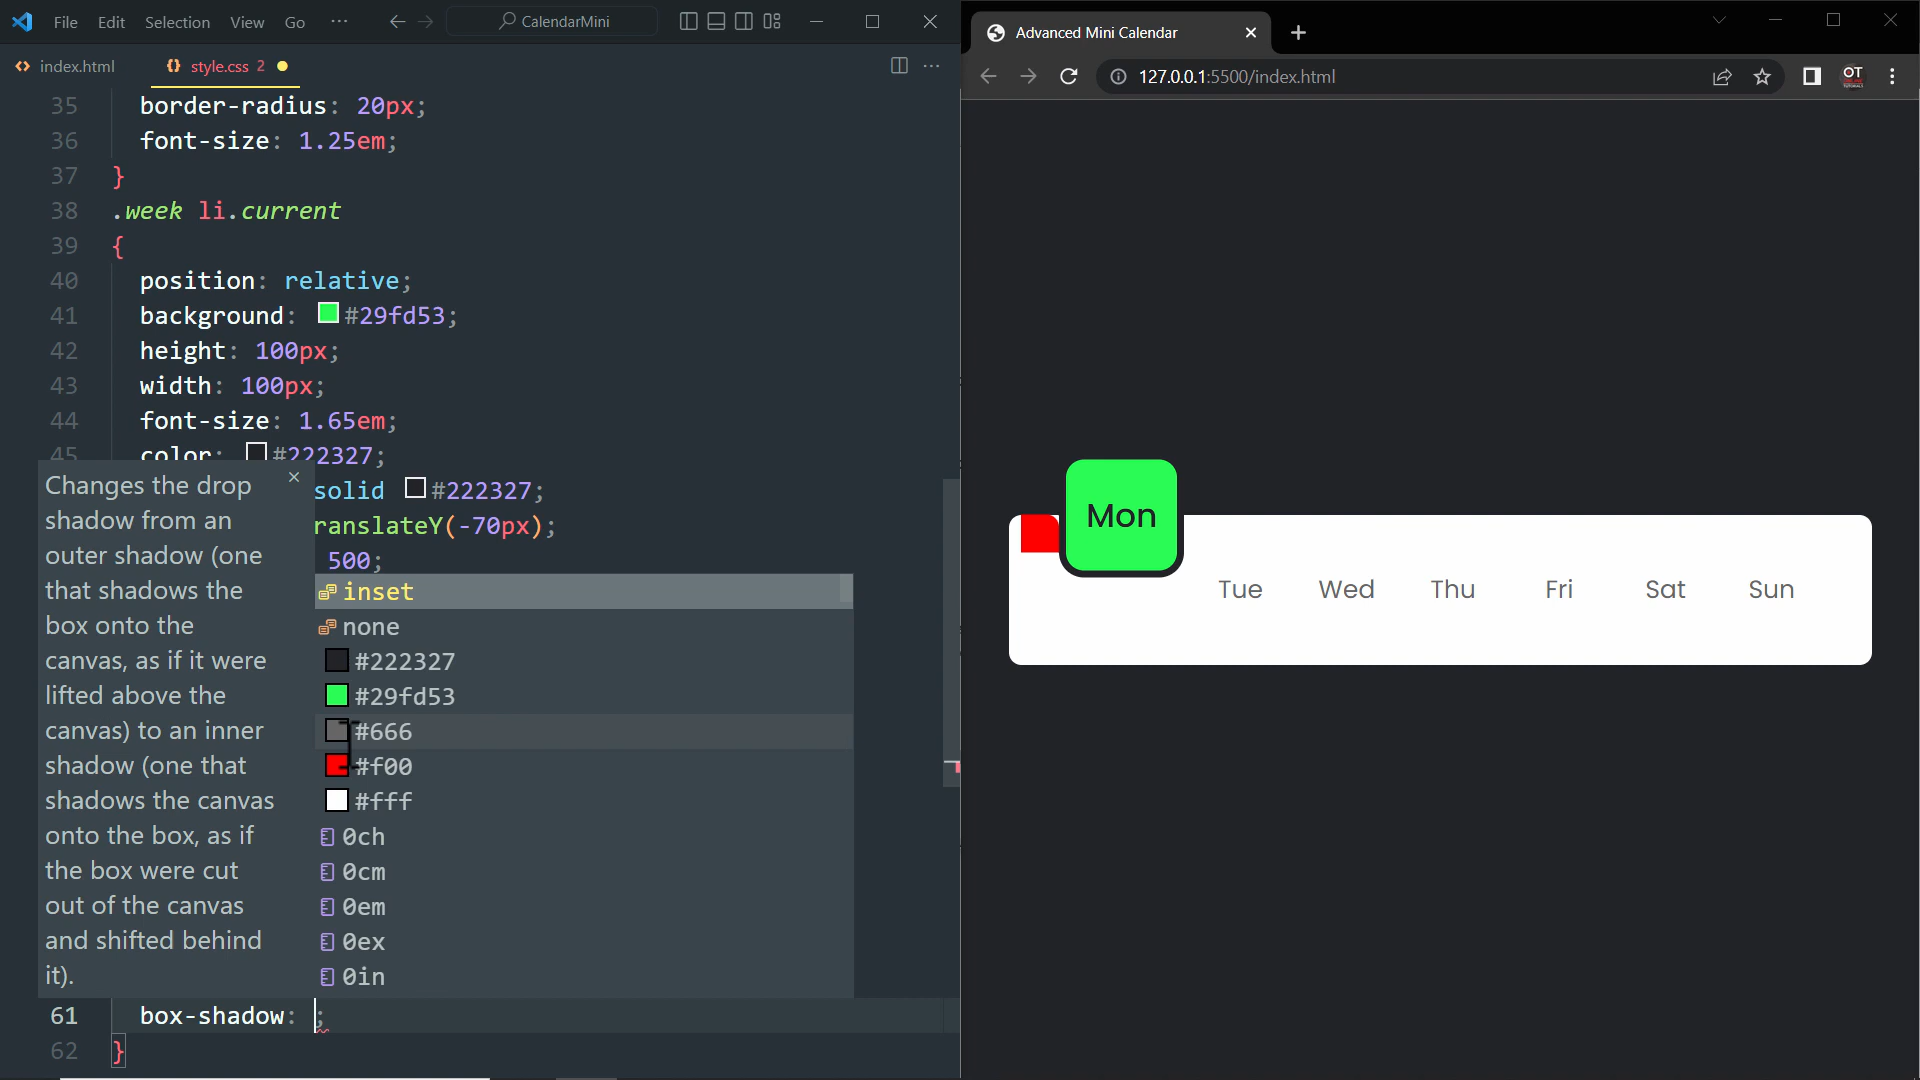 File Edit Selection View Go ··· CalendarMini
index.html style.css 2
35 border-radius: 20px;
36 font-size: 1.25em;
37 }
38 .week li.current
39 {
40 position: relative;
41 background: #29fd53;
42 height: 100px;
43 width: 100px;
44 font-size: 1.65em;
45 color: #222327;
solid #222327;
ranslateY(-70px);
500;
Changes the drop
shadow from an
outer shadow (one
that shadows the
box onto the
canvas, as if it were
lifted above the
canvas) to an inner
shadow (one that
shadows the canvas
onto the box, as if
the box were cut
out of the canvas
and shifted behind
it).
inset
none
#222327
#29fd53
#666
#f00
#fff
0ch
0cm
0em
0ex
0in
61 box-shadow: ;
62 }
Advanced Mini Calendar
127.0.0.1:5500/index.html
OT
Mon
Tue Wed Thu Fri Sat Sun